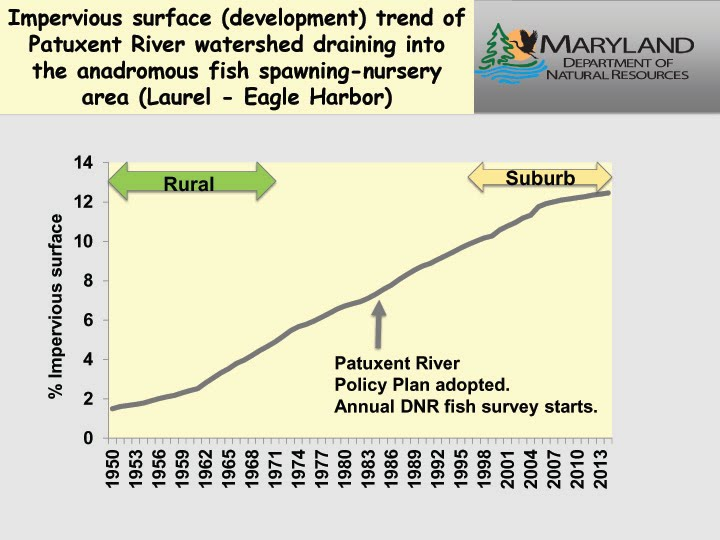 Impervious surface (development) trend of
Patuxent River watershed draining into
the anadromous fish spawning-nursery
area (Laurel - Eagle Harbor)
MARYLAND
DEPARTMENT OF
NATURAL RESOURCES
14
12
10
8
6
4
2
0
% Impervious surface
Rural
Suburb
Patuxent River
Policy Plan adopted.
Annual DNR fish survey starts.
1950
1953
1956
1959
1962
1965
1968
1971
1974
1977
1980
1983
1986
1989
1992
1995
1998
2001
2004
2007
2010
2013